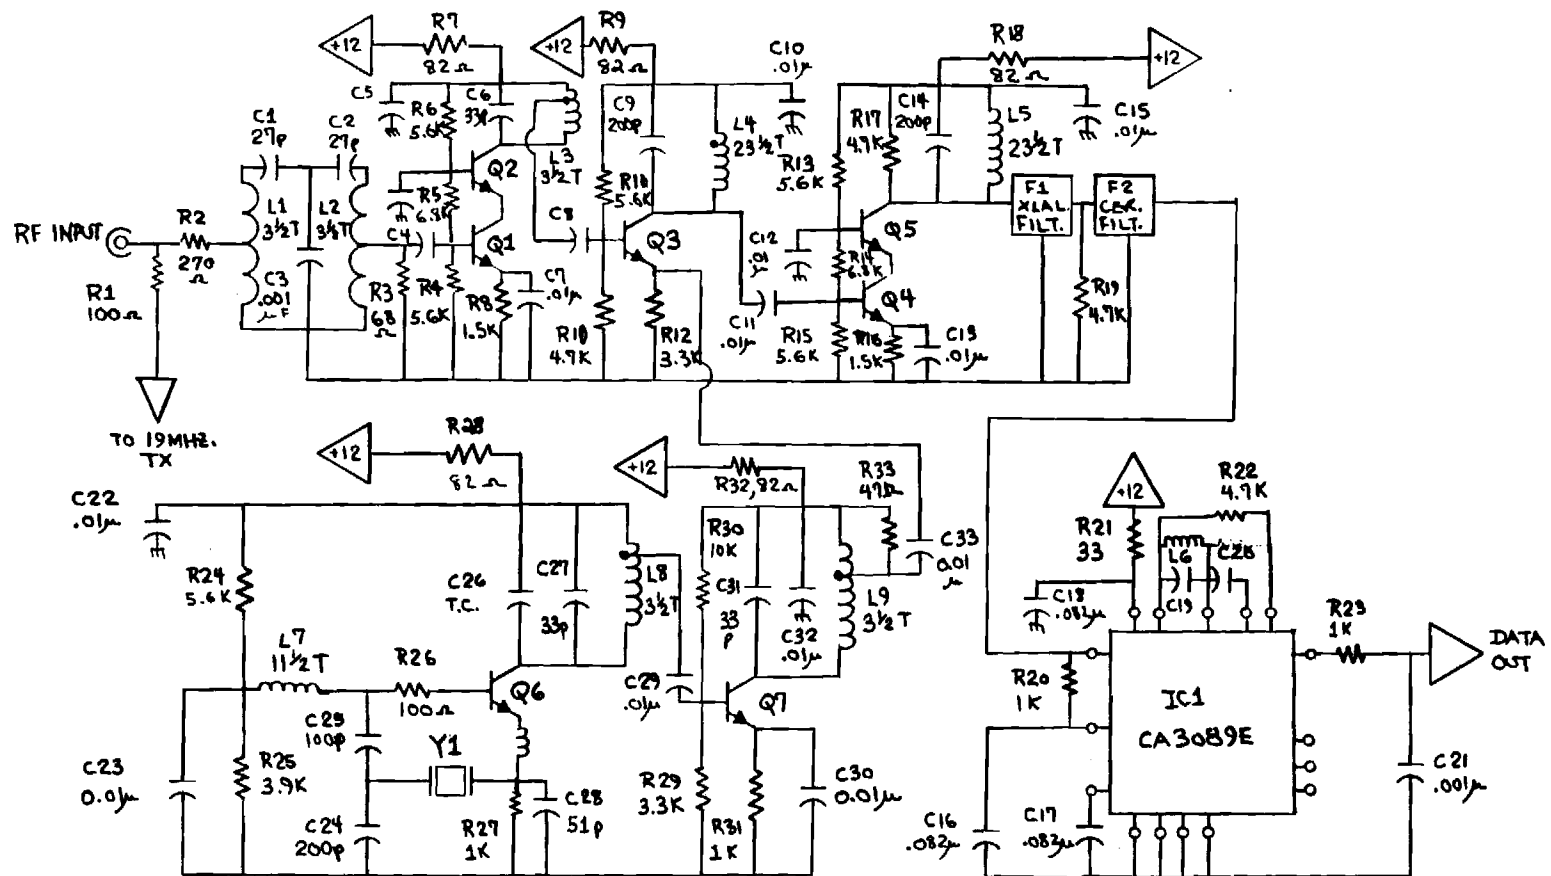 R7
+12
82Ω
R9
+12
82Ω
C10
.01μ
R18
82Ω
+12
C5
R6
5.6K
C6
33p
C9
200p
L4
23½T
R17
4.7K
C14
200p
L5
23½T
C15
.01μ
C1
27p
C2
27p
Q2
L3
3½T
R13
5.6K
F1
XLAL.
FILT.
F2
CER.
FILT.
R5
6.8K
R10
5.6K
RF INPUT
R2
270
Ω
L1
3½T
L2
3½T
C4
Q1
C8
Q3
C12
.01
μ
Q5
R14
6.8K
R1
100Ω
C3
.001
μF
R3
68
Ω
R4
5.6K
R8
1.5K
C7
.01μ
R10
4.7K
R12
3.3K
C11
.01μ
Q4
R15
5.6K
R16
1.5K
C13
.01μ
R19
4.7K
TO 19MHZ.
TX
+12
R28
82Ω
+12
R32, 82Ω
R33
47Ω
+12
R22
4.7K
C22
.01μ
R21
33
L6
C20
C19
R30
10K
C33
0.01
μ
R24
5.6K
C26
T.C.
C27
33p
L8
3½T
C31
33
p
C32
.01μ
L9
3½T
C18
.082μ
R23
1K
DATA
OUT
L7
11½T
R26
100Ω
Q6
C29
.01μ
Q7
R20
1K
IC1
CA3089E
C25
100p
Y1
C23
0.01μ
R25
3.9K
C24
200p
R27
1K
C28
51p
R29
3.3K
R31
1K
C30
0.01μ
C16
.082μ
C17
.082μ
C21
.001μ